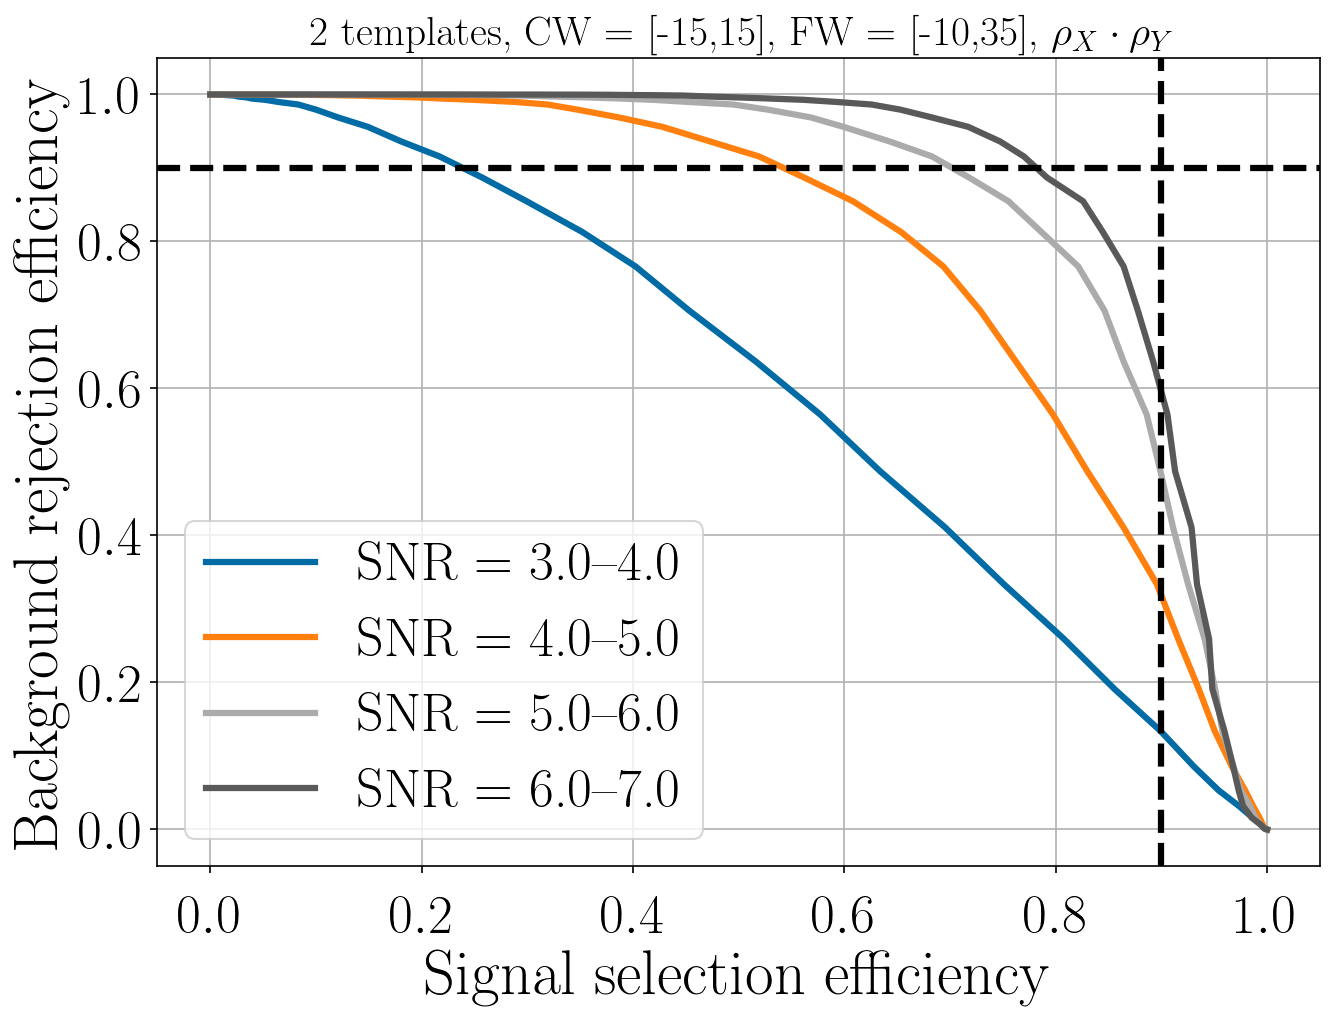 2 templates, CW = [-15,15], FW = [-10,35], ρX · ρY
Background rejection efficiency
1.0
0.8
0.6
0.4
0.2
0.0
SNR = 3.0–4.0
SNR = 4.0–5.0
SNR = 5.0–6.0
SNR = 6.0–7.0
0.0 0.2 0.4 0.6 0.8 1.0
Signal selection efficiency